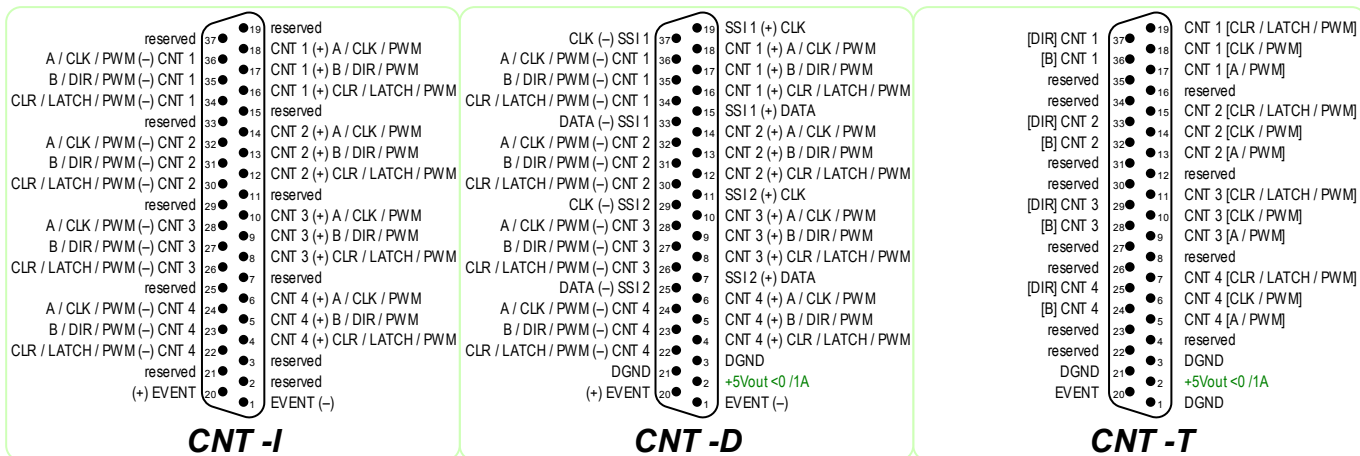 reserved 37 19 reserved
A / CLK / PWM (–) CNT 1 36 18 CNT 1 (+) A / CLK / PWM
B / DIR / PWM (–) CNT 1 35 17 CNT 1 (+) B / DIR / PWM
CLR / LATCH / PWM (–) CNT 1 34 16 CNT 1 (+) CLR / LATCH / PWM
reserved 33 15 reserved
A / CLK / PWM (–) CNT 2 32 14 CNT 2 (+) A / CLK / PWM
B / DIR / PWM (–) CNT 2 31 13 CNT 2 (+) B / DIR / PWM
CLR / LATCH / PWM (–) CNT 2 30 12 CNT 2 (+) CLR / LATCH / PWM
reserved 29 11 reserved
A / CLK / PWM (–) CNT 3 28 10 CNT 3 (+) A / CLK / PWM
B / DIR / PWM (–) CNT 3 27 9 CNT 3 (+) B / DIR / PWM
CLR / LATCH / PWM (–) CNT 3 26 8 CNT 3 (+) CLR / LATCH / PWM
reserved 25 7 reserved
A / CLK / PWM (–) CNT 4 24 6 CNT 4 (+) A / CLK / PWM
B / DIR / PWM (–) CNT 4 23 5 CNT 4 (+) B / DIR / PWM
CLR / LATCH / PWM (–) CNT 4 22 4 CNT 4 (+) CLR / LATCH / PWM
reserved 21 3 reserved
(+) EVENT 20 2 reserved
1 EVENT (–)
CNT -I
CLK (–) SSI 1 37 19 SSI 1 (+) CLK
A / CLK / PWM (–) CNT 1 36 18 CNT 1 (+) A / CLK / PWM
B / DIR / PWM (–) CNT 1 35 17 CNT 1 (+) B / DIR / PWM
CLR / LATCH / PWM (–) CNT 1 34 16 CNT 1 (+) CLR / LATCH / PWM
DATA (–) SSI 1 33 15 SSI 1 (+) DATA
A / CLK / PWM (–) CNT 2 32 14 CNT 2 (+) A / CLK / PWM
B / DIR / PWM (–) CNT 2 31 13 CNT 2 (+) B / DIR / PWM
CLR / LATCH / PWM (–) CNT 2 30 12 CNT 2 (+) CLR / LATCH / PWM
CLK (–) SSI 2 29 11 SSI 2 (+) CLK
A / CLK / PWM (–) CNT 3 28 10 CNT 3 (+) A / CLK / PWM
B / DIR / PWM (–) CNT 3 27 9 CNT 3 (+) B / DIR / PWM
CLR / LATCH / PWM (–) CNT 3 26 8 CNT 3 (+) CLR / LATCH / PWM
DATA (–) SSI 2 25 7 SSI 2 (+) DATA
A / CLK / PWM (–) CNT 4 24 6 CNT 4 (+) A / CLK / PWM
B / DIR / PWM (–) CNT 4 23 5 CNT 4 (+) B / DIR / PWM
CLR / LATCH / PWM (–) CNT 4 22 4 CNT 4 (+) CLR / LATCH / PWM
DGND 21 3 DGND
(+) EVENT 20 2 +5Vout <0 /1A
1 EVENT (–)
CNT -D
[DIR] CNT 1 37 19 CNT 1 [CLR / LATCH / PWM]
[B] CNT 1 36 18 CNT 1 [CLK / PWM]
reserved 35 17 CNT 1 [A / PWM]
reserved 34 16 reserved
[DIR] CNT 2 33 15 CNT 2 [CLR / LATCH / PWM]
[B] CNT 2 32 14 CNT 2 [CLK / PWM]
reserved 31 13 CNT 2 [A / PWM]
reserved 30 12 reserved
[DIR] CNT 3 29 11 CNT 3 [CLR / LATCH / PWM]
[B] CNT 3 28 10 CNT 3 [CLK / PWM]
reserved 27 9 CNT 3 [A / PWM]
reserved 26 8 reserved
[DIR] CNT 4 25 7 CNT 4 [CLR / LATCH / PWM]
[B] CNT 4 24 6 CNT 4 [CLK / PWM]
reserved 23 5 CNT 4 [A / PWM]
reserved 22 4 reserved
DGND 21 3 DGND
EVENT 20 2 +5Vout <0 /1A
1 DGND
CNT -T